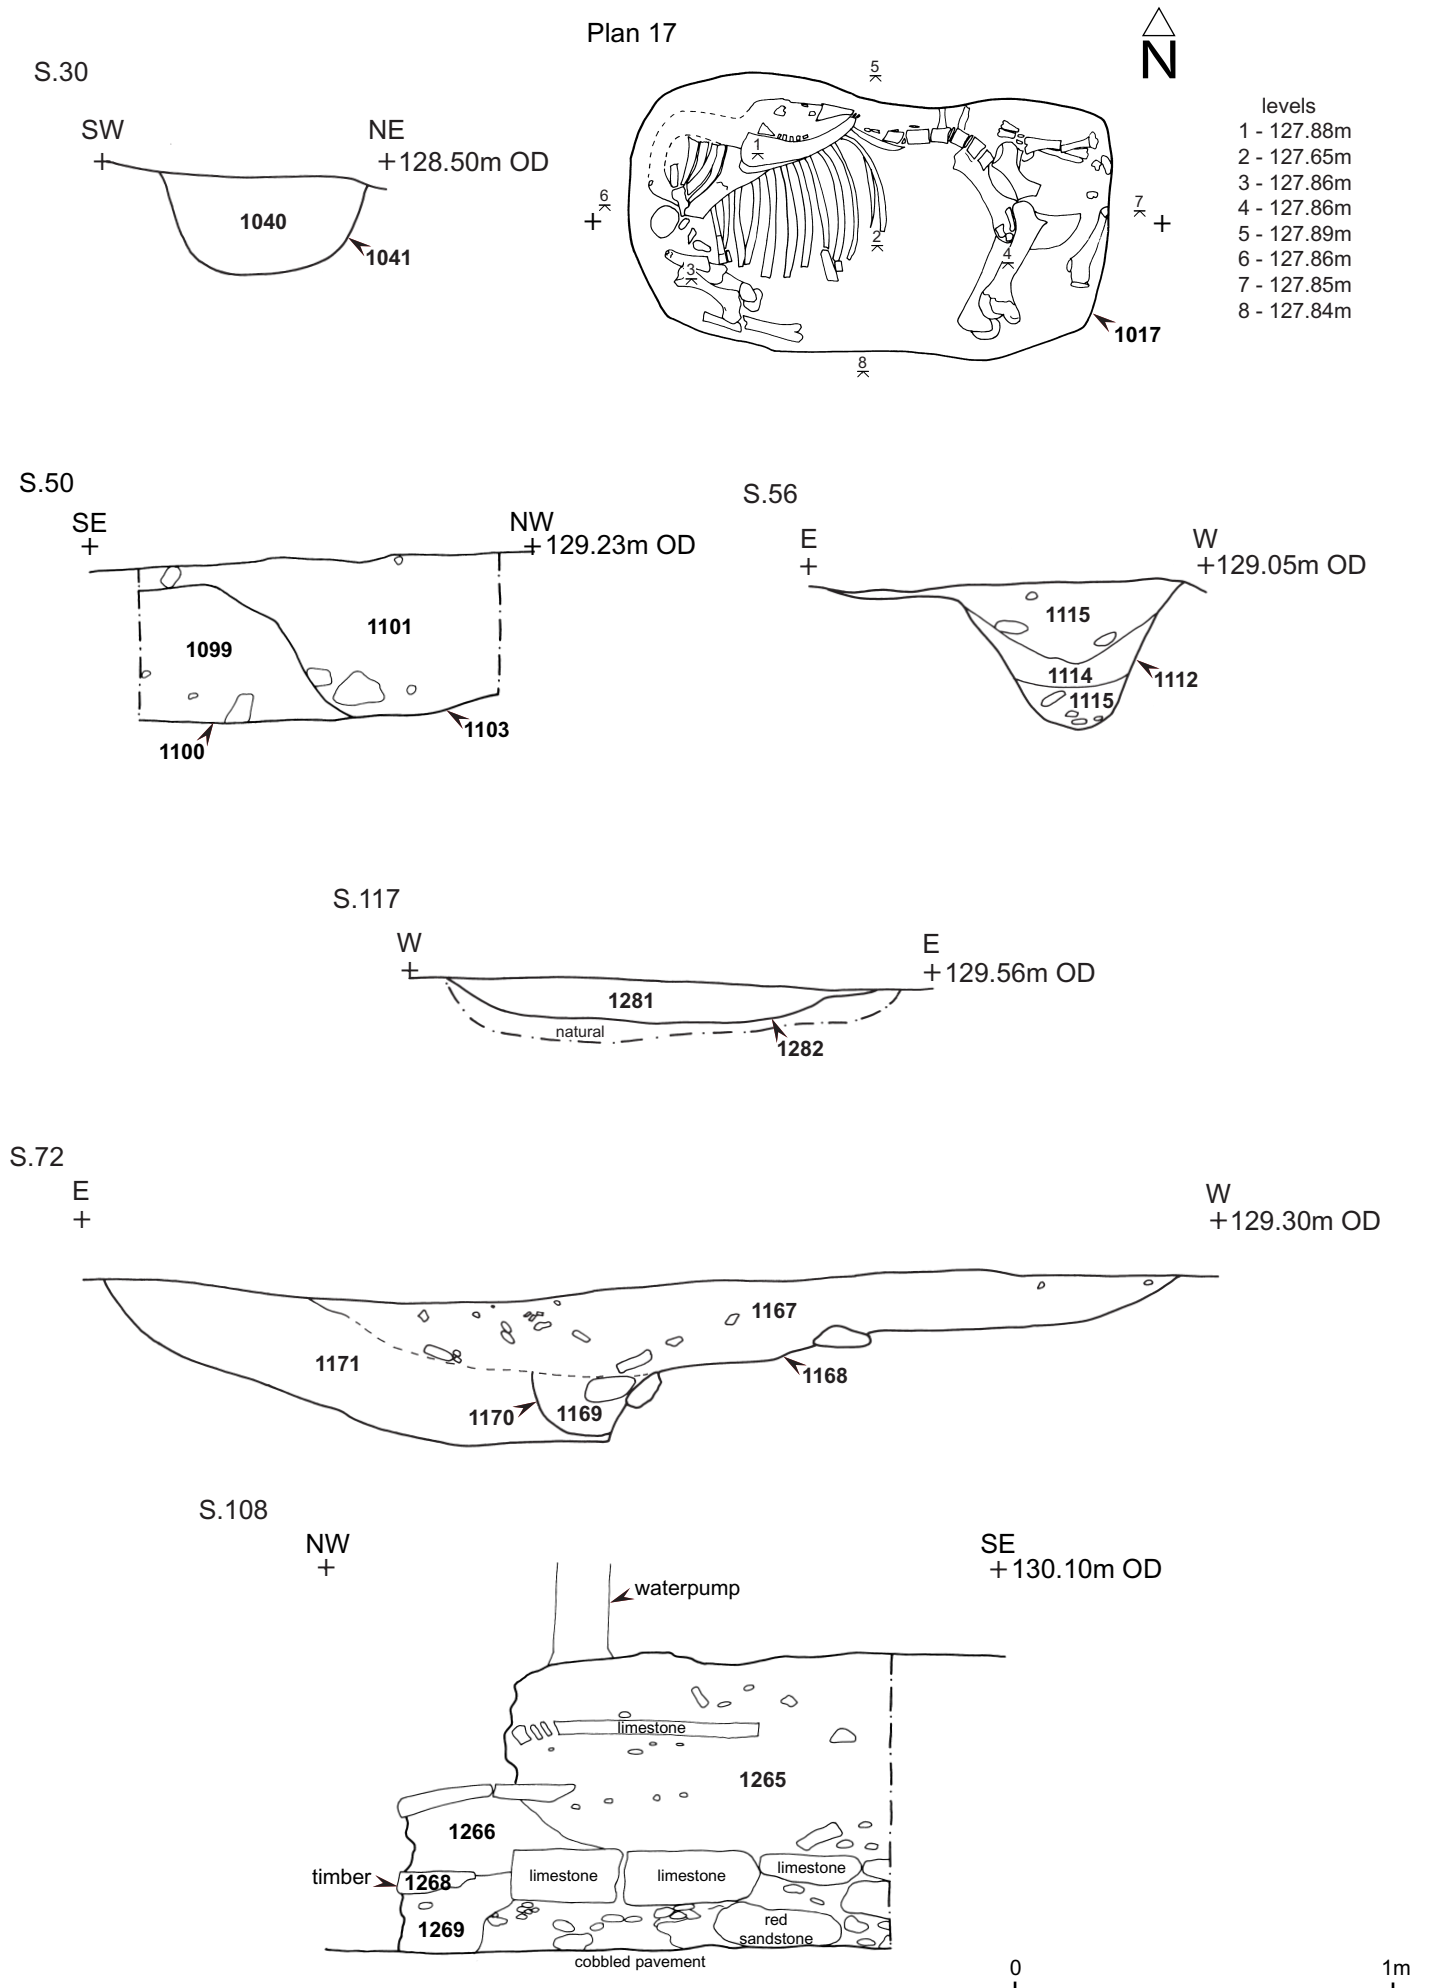 Plan 17
N
S.30
SW
NE
128.50m OD
1040
1041
5
6
1
2
3
4
7
8
1017
levels
1 - 127.88m
2 - 127.65m
3 - 127.86m
4 - 127.86m
5 - 127.89m
6 - 127.86m
7 - 127.85m
8 - 127.84m
S.50
SE
NW
129.23m OD
1101
1099
1103
1100
S.56
E
W
129.05m OD
1115
1114
1112
1115
S.117
W
E
129.56m OD
1281
natural
1282
S.72
E
W
129.30m OD
1167
1171
1168
1170
1169
S.108
NW
SE
130.10m OD
waterpump
limestone
1265
1266
timber
1268
limestone
limestone
limestone
1269
red
sandstone
cobbled pavement
0
1m